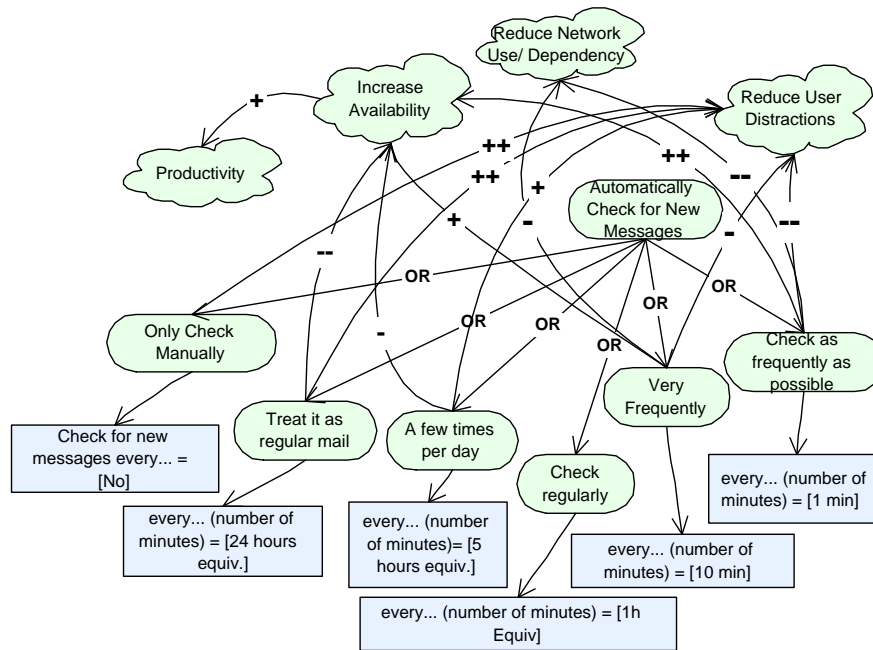 Reduce Network
Use/ Dependency
Increase
Availability
Reduce User
Distractions
+
Productivity
++
++
++
--
+
-
Automatically
Check for New
Messages
+
-
--
--
OR
OR
OR
OR
OR
OR
-
Only Check
Manually
Check as
frequently as
possible
Very
Frequently
Treat it as
regular mail
A few times
per day
Check
regularly
Check for new
messages every... =
[No]
every... (number of
minutes) = [1 min]
every... (number of
minutes) = [24 hours
equiv.]
every... (number
of minutes)= [5
hours equiv.]
every... (number of
minutes) = [10 min]
every... (number of minutes) = [1h
Equiv]